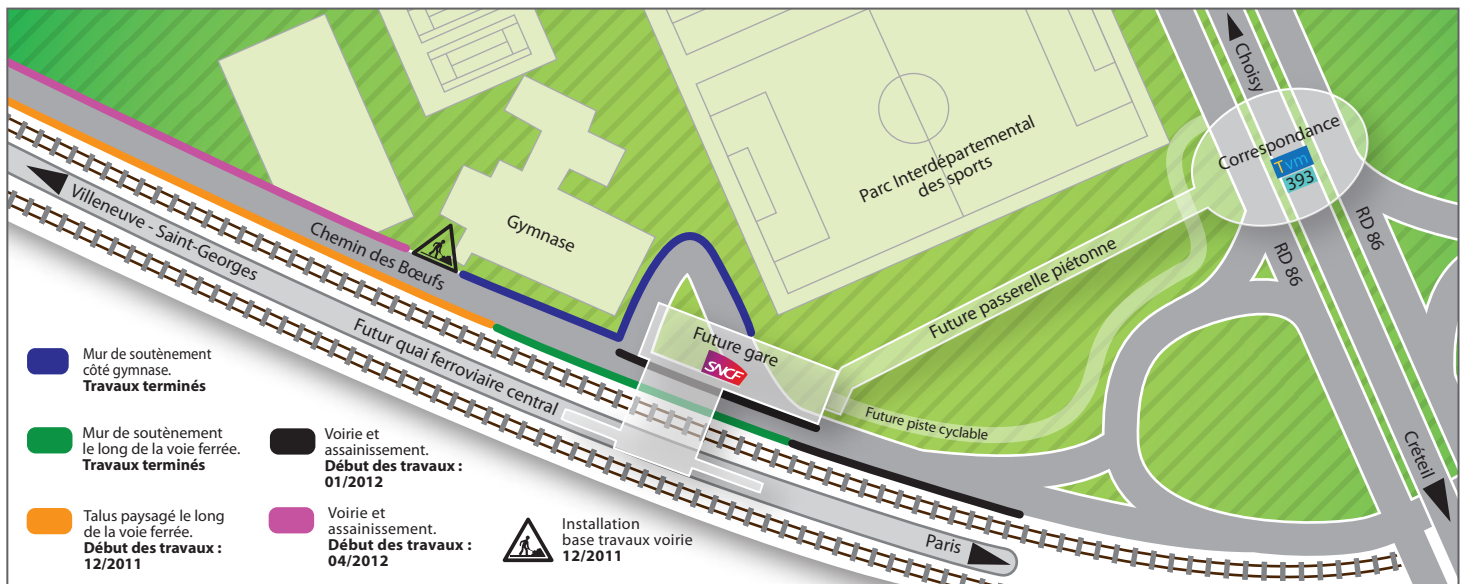 Choisy
Correspondance
Tvm
393
Parc Interdépartemental
des sports
RD 86
RD 86
Gymnase
Chemin des Bœufs
Villeneuve - Saint-Georges
Future passerelle piétonne
Futur quai ferroviaire central
Future gare
SNCF
Future piste cyclable
Créteil
Paris
Mur de soutènement
côté gymnase.
Travaux terminés
Mur de soutènement
le long de la voie ferrée.
Travaux terminés
Voirie et
assainissement.
Début des travaux :
01/2012
Talus paysagé le long
de la voie ferrée.
Début des travaux :
12/2011
Voirie et
assainissement.
Début des travaux :
04/2012
Installation
base travaux voirie
12/2011